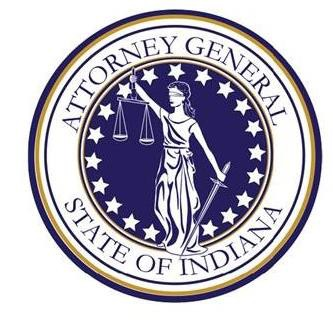 ATTORNEY GENERAL
STATE OF INDIANA